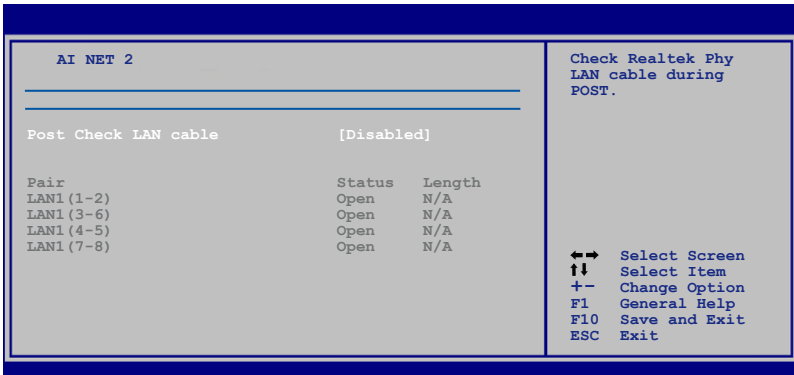 AI NET 2
Post Check LAN cable [Disabled]
Pair Status Length
LAN1(1-2) Open N/A
LAN1(3-6) Open N/A
LAN1(4-5) Open N/A
LAN1(7-8) Open N/A
Check Realtek Phy
LAN cable during
POST.
←→ Select Screen
↑↓ Select Item
+- Change Option
F1 General Help
F10 Save and Exit
ESC Exit